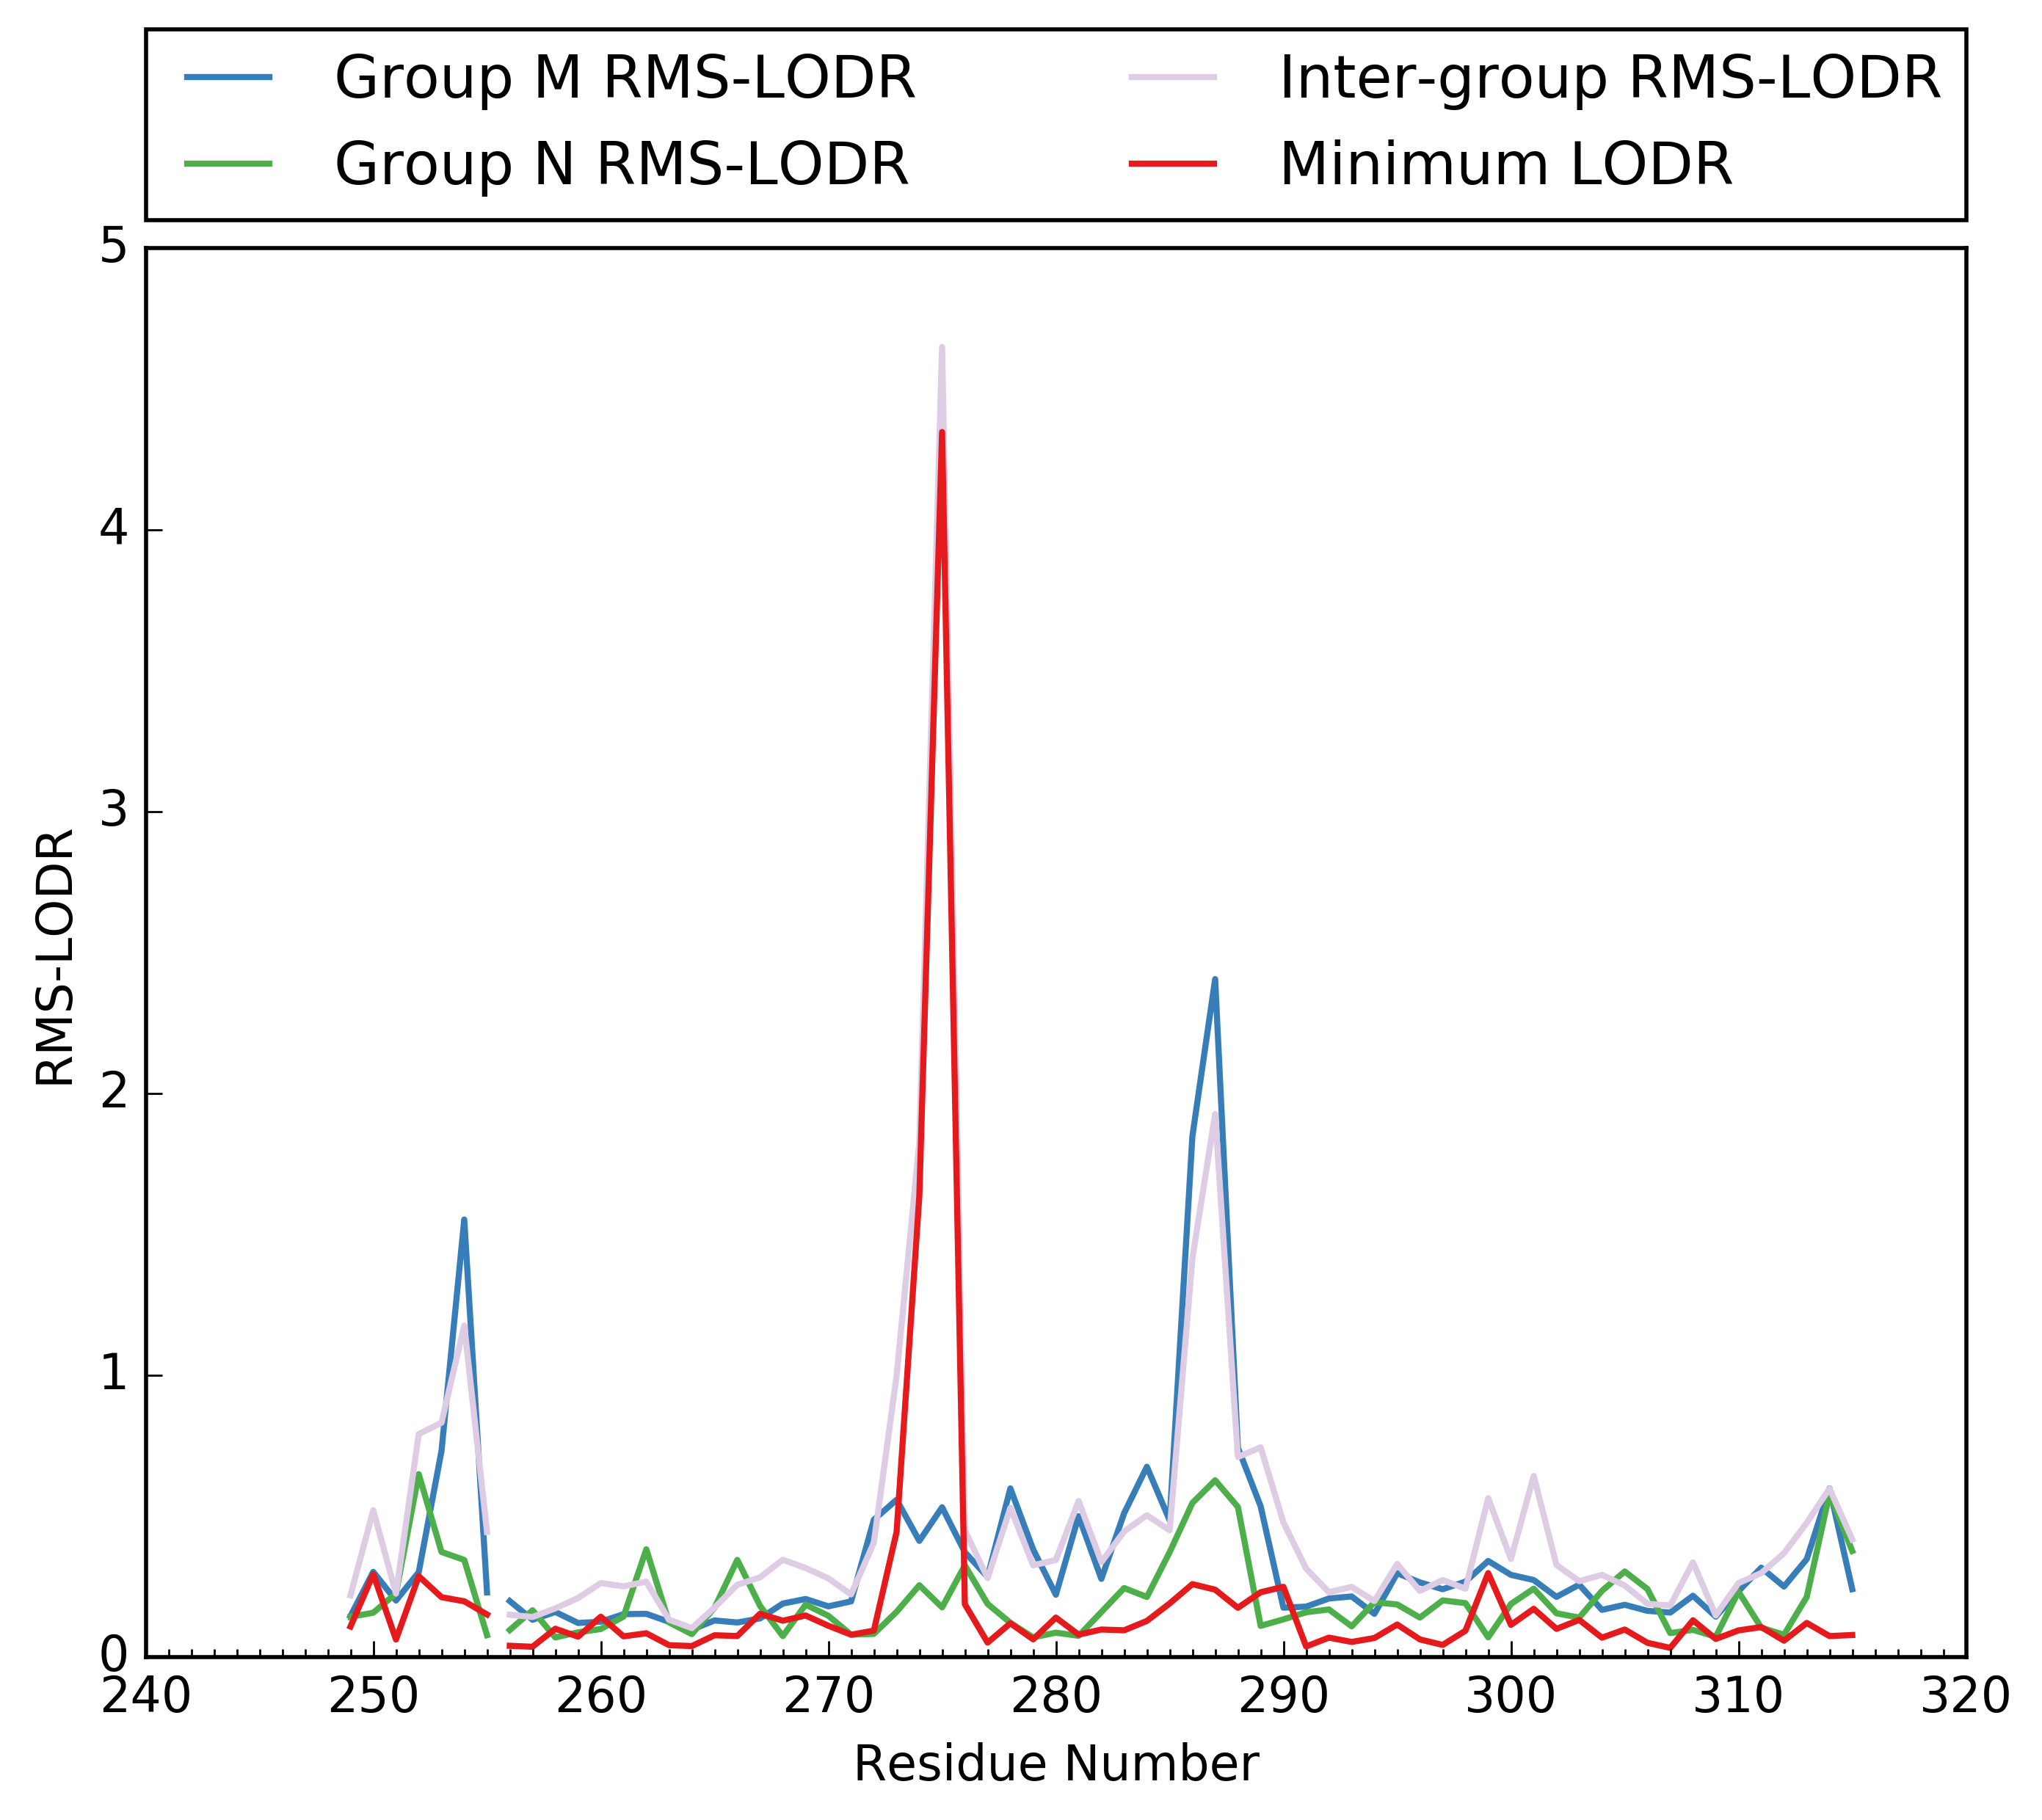 Group M RMS-LODR
Group N RMS-LODR
Inter-group RMS-LODR
Minimum LODR
5
4
3
2
1
0
RMS-LODR
240 250 260 270 280 290 300 310 320
Residue Number